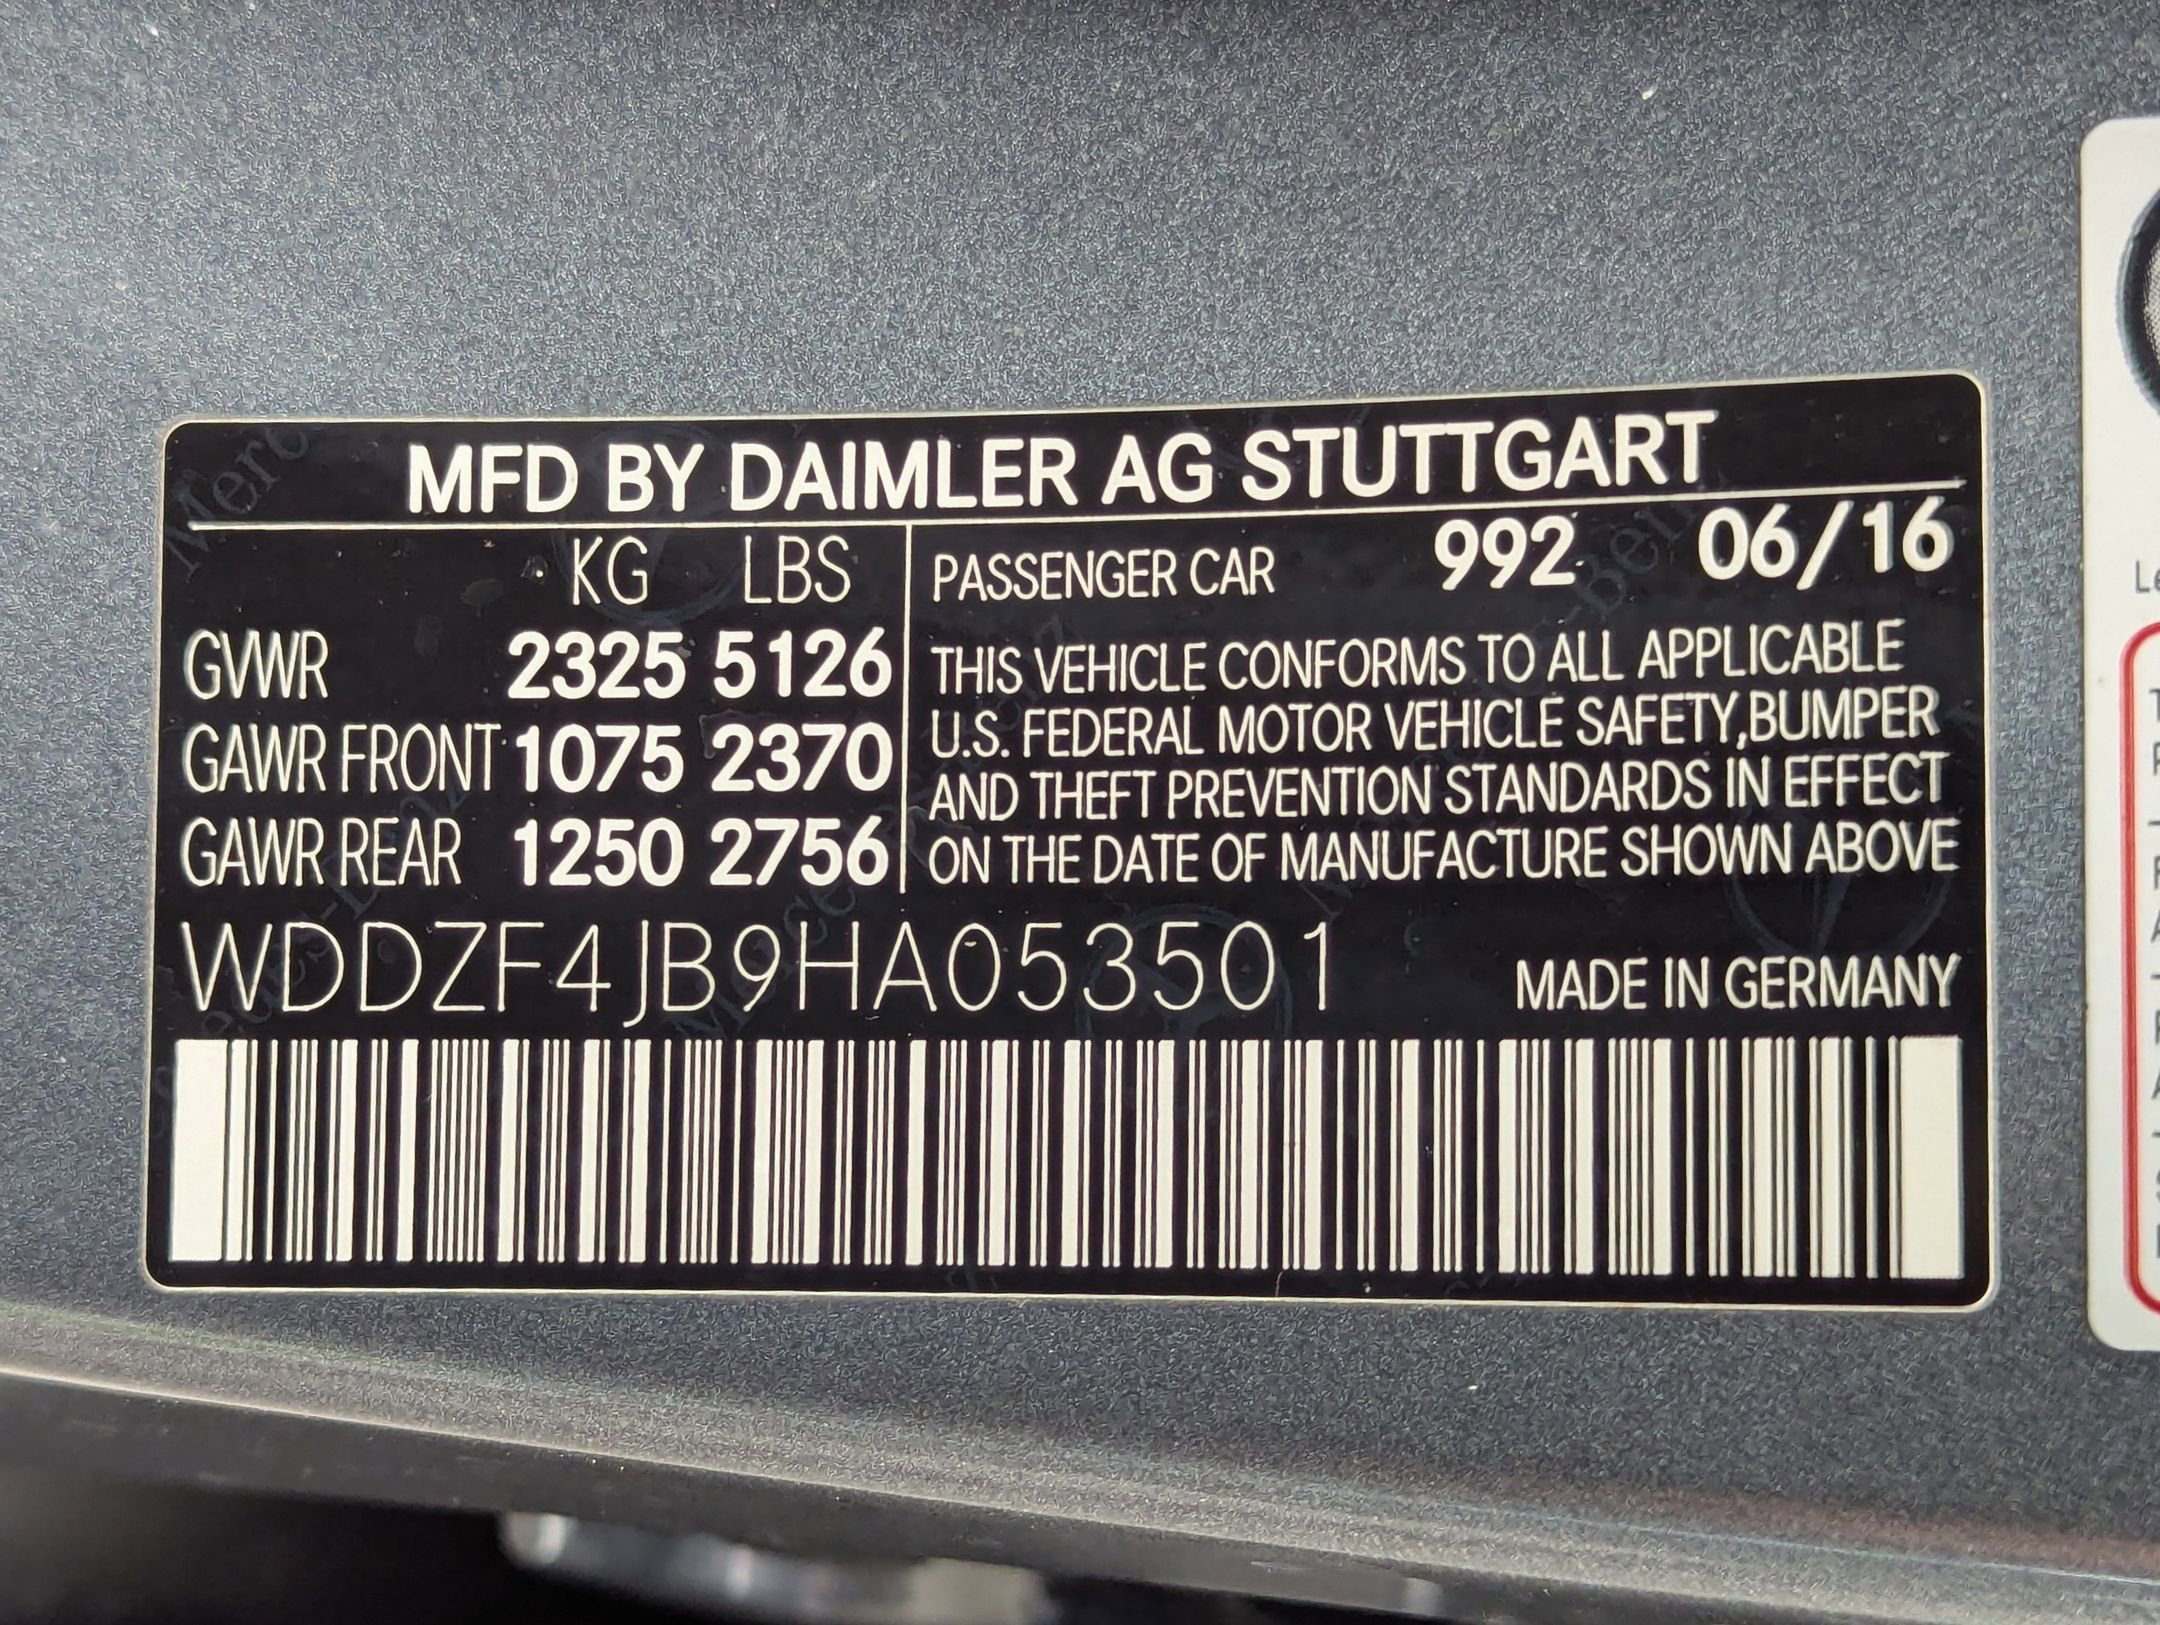 MFD BY DAIMLER AG STUTTGART
KG LBS
GVWR 2325 5126
GAWR FRONT 1075 2370
GAWR REAR 1250 2756
PASSENGER CAR 992 06/16
THIS VEHICLE CONFORMS TO ALL APPLICABLE
U.S. FEDERAL MOTOR VEHICLE SAFETY,BUMPER
AND THEFT PREVENTION STANDARDS IN EFFECT
ON THE DATE OF MANUFACTURE SHOWN ABOVE
WDDZF4JB9HA053501
MADE IN GERMANY